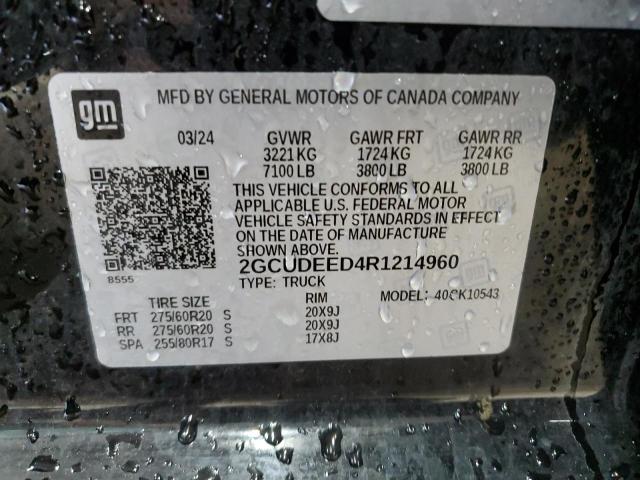 gm
MFD BY GENERAL MOTORS OF CANADA COMPANY
03/24 GVWR GAWR FRT GAWR RR
3221 KG 1724 KG 1724 KG
7100 LB 3800 LB 3800 LB
THIS VEHICLE CONFORMS TO ALL
APPLICABLE U.S. FEDERAL MOTOR
VEHICLE SAFETY STANDARDS IN EFFECT
ON THE DATE OF MANUFACTURE
SHOWN ABOVE.
8555
2GCUDEED4R1214960
TYPE: TRUCK MODEL:
TIRE SIZE RIM
FRT 275/60R20 S 20X9J
RR 275/60R20 S 20X9J
SPA 255/80R17 S 17X8J